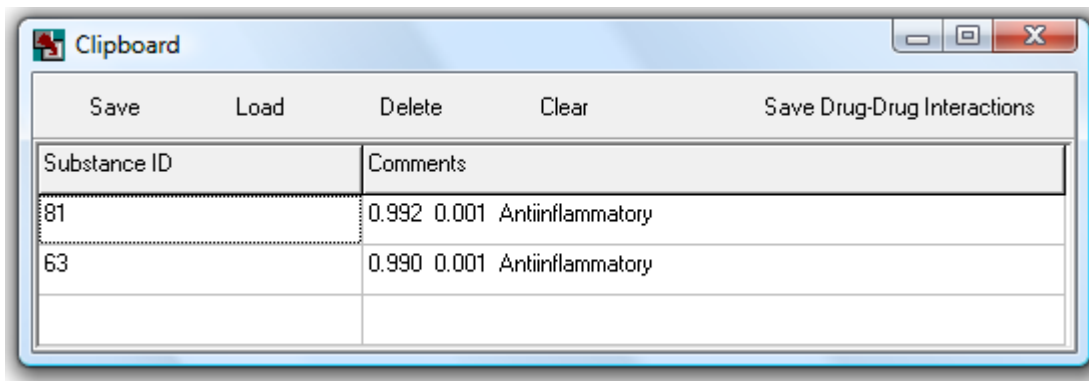 Clipboard
Save Load Delete Clear Save Drug-Drug Interactions
Substance ID Comments
81 0.992 0.001 Antiinflammatory
63 0.990 0.001 Antiinflammatory